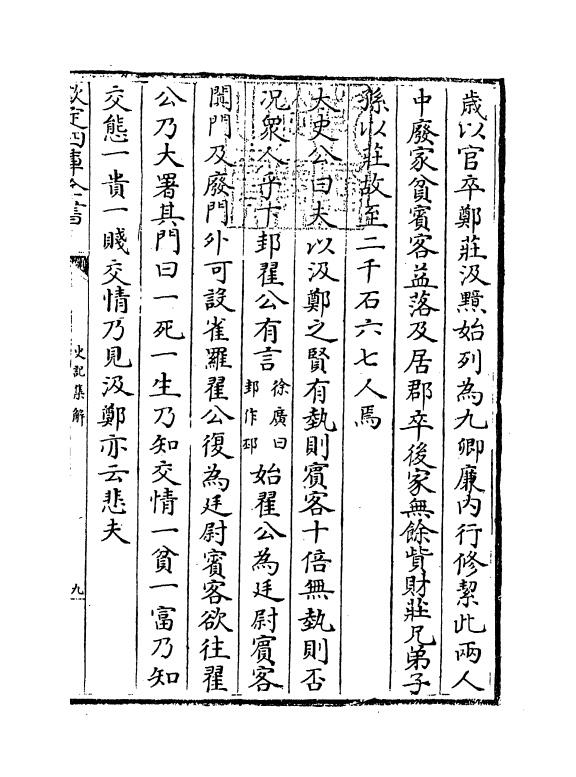 歳以官卒鄭莊汲黯始列為九卿廉内行修絜此兩人
中廢家貧賓客益落及居郡卒後家無餘貲財莊兄弟子
孫以莊故至二千石六七人焉
太史公曰夫以汲鄭之賢有埶則賓客十倍無埶則否
况衆人乎下邽翟公有言徐廣曰邽作邳始翟公為廷尉賓客
闐門及廢門外可設雀羅翟公復為廷尉賓客欲往翟
公乃大署其門曰一死一生乃知交情一貧一富乃知
交態一貴一賤交情乃見汲鄭亦云悲夫
欽定四庫全書
史記集解
九